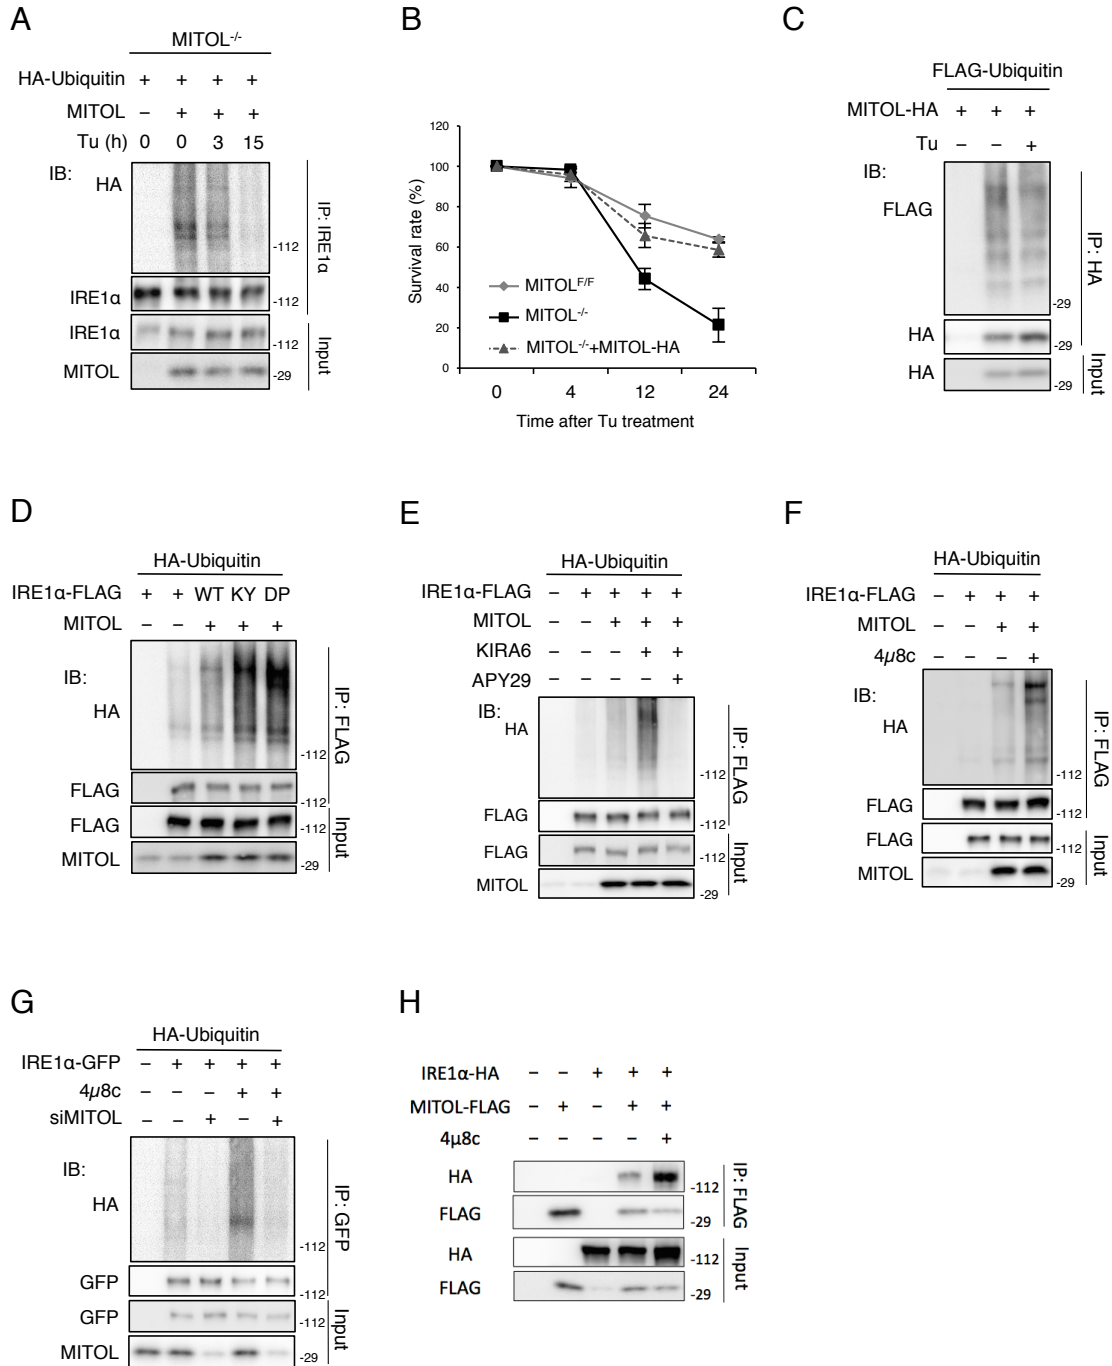 A
MITOL-/-
HA-Ubiquitin + + + +
MITOL – + + +
Tu (h) 0 0 3 15
IB:
HA
-112
IP: IRE1α
IRE1α
-112
IRE1α
-112
Input
MITOL
-29
B
120
100
80
60
40
20
0
Survival rate (%)
MITOLF/F
MITOL-/-
MITOL-/-+MITOL-HA
0 4 12 24
Time after Tu treatment
C
FLAG-Ubiquitin
MITOL-HA + + +
Tu – – +
IB:
FLAG
-29
IP: HA
HA
-29
HA
-29
Input
D
HA-Ubiquitin
IRE1α-FLAG + + WT KY DP
MITOL – – + + +
IB:
HA
-112
IP: FLAG
FLAG
-112
FLAG
-112
Input
MITOL
-29
E
HA-Ubiquitin
IRE1α-FLAG – + + + +
MITOL – – + + +
KIRA6 – – – + +
APY29 – – – – +
IB:
HA
-112
IP: FLAG
FLAG
-112
FLAG
-112
Input
MITOL
-29
F
HA-Ubiquitin
IRE1α-FLAG – + + +
MITOL – – + +
4μ8c – – – +
IB:
HA
-112
IP: FLAG
FLAG
-112
FLAG
-112
Input
MITOL
-29
G
HA-Ubiquitin
IRE1α-GFP – + + + +
4μ8c – – – + +
siMITOL – – + – +
IB:
HA
-112
IP: GFP
GFP
-112
GFP
-112
Input
MITOL
-29
H
IRE1α-HA – – + + +
MITOL-FLAG – + – + +
4μ8c – – – – +
HA
-112
IP: FLAG
FLAG
-29
HA
-112
Input
FLAG
-29